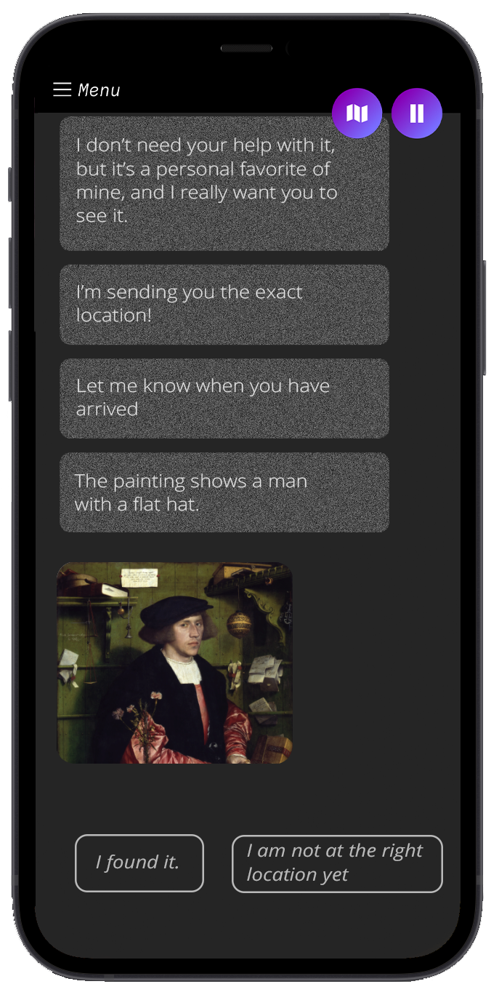 Menu
I don’t need your help with it,
but it’s a personal favorite of
mine, and I really want you to
see it.
I’m sending you the exact
location!
Let me know when you have
arrived
The painting shows a man
with a flat hat.
I found it.
I am not at the right
location yet